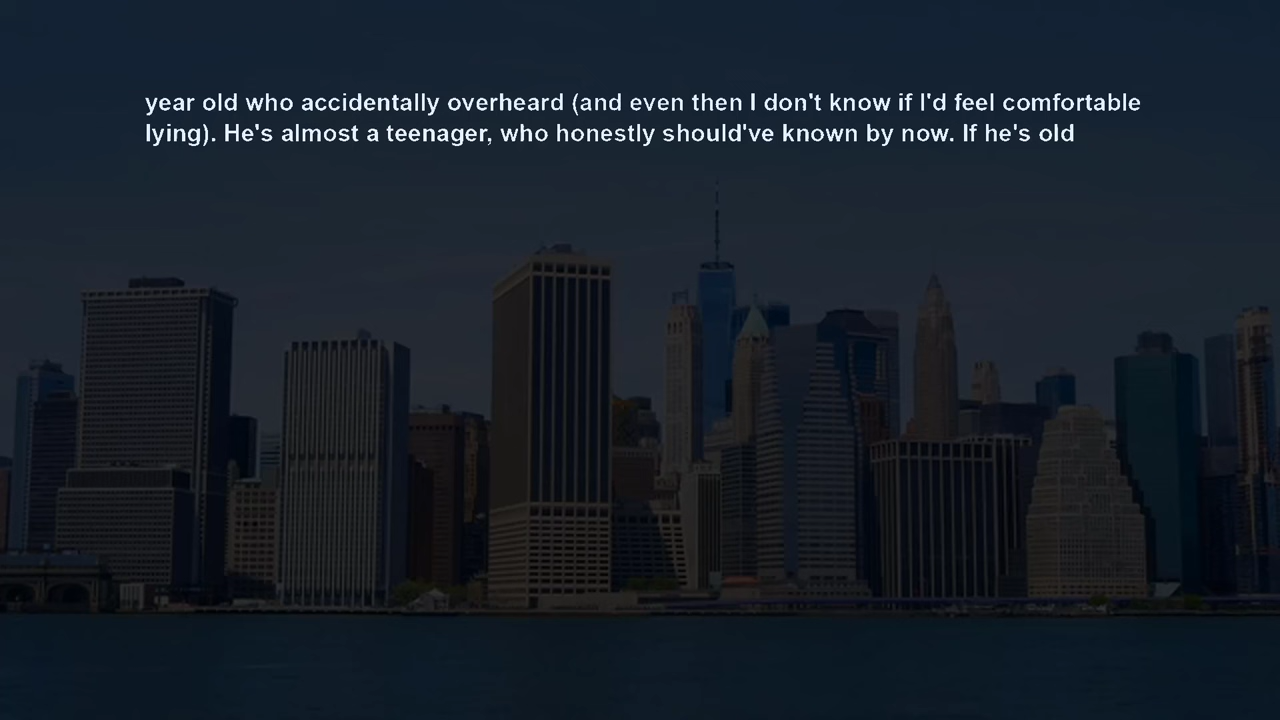 year old who accidentally overheard (and even then I don't know if I'd feel comfortable
lying). He's almost a teenager, who honestly should've known by now. If he's old